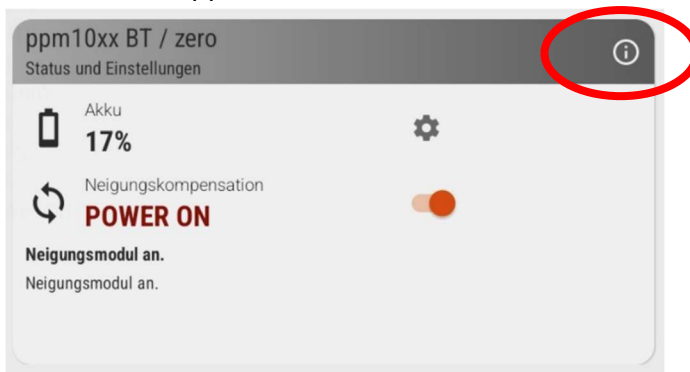 ppm10xx BT / zero
Status und Einstellungen
Akku
17%
Neigungskompensation
POWER ON
Neigungsmodul an.
Neigungsmodul an.